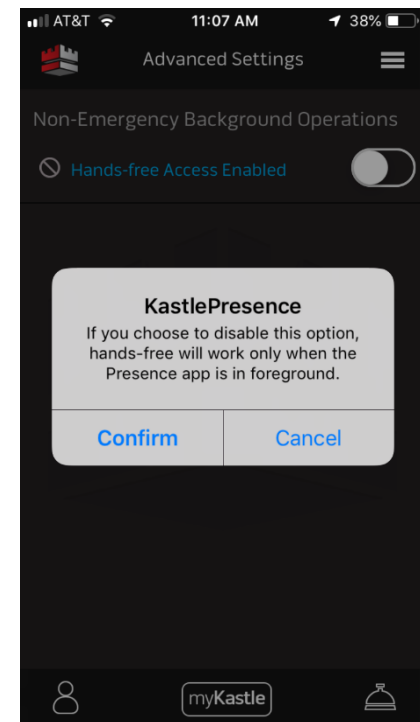 AT&T 11:07 AM 38%
Advanced Settings
Non-Emergency Background Operations
Hands-free Access Enabled
KastlePresence
If you choose to disable this option,
hands-free will work only when the
Presence app is in foreground.
Confirm Cancel
myKastle